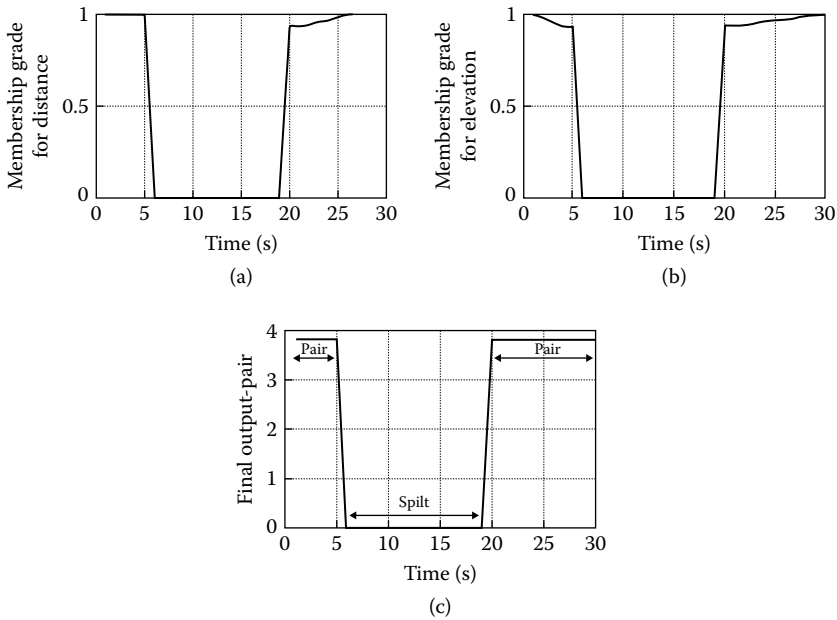 Membership grade
for distance
1
0.5
0
0 5 10 15 20 25 30
Time (s)
(a)
Membership grade
for elevation
1
0.5
0
0 5 10 15 20 25 30
Time (s)
(b)
Final output-pair
4
3
2
1
0
Pair
Pair
Spilt
0 5 10 15 20 25 30
Time (s)
(c)